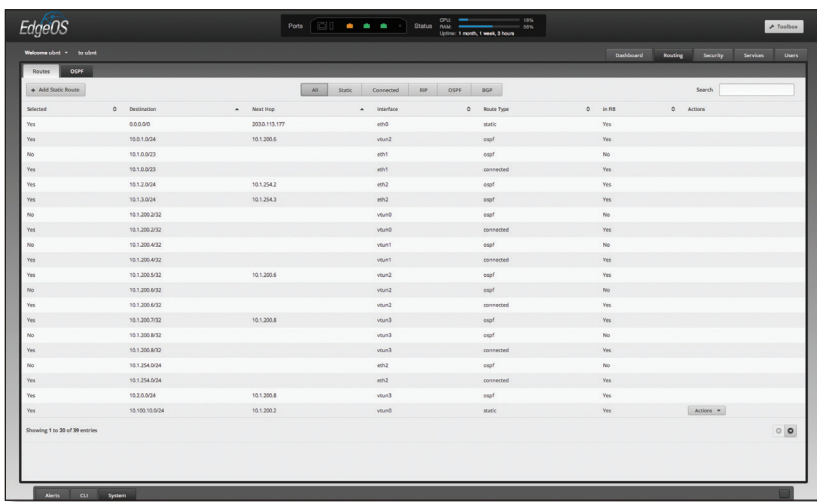 EdgeOS
Ports
Status
CPU: 18%
RAM: 56%
Uptime: 1 month, 1 week, 3 hours
Toolbox
Welcome ubnt to ubnt
Dashboard Routing Security Services Users
Routes OSPF
+ Add Static Route All Static Connected RIP OSPF BGP Search
Selected Destination Next Hop Interface Route Type In FIB Actions
Yes 0.0.0.0/0 203.0.113.177 eth0 static Yes
Yes 10.0.1.0/24 10.1.200.6 vtun2 ospf Yes
No 10.1.0.0/23 eth1 ospf No
Yes 10.1.0.0/23 eth1 connected Yes
Yes 10.1.2.0/24 10.1.254.2 eth2 ospf Yes
Yes 10.1.3.0/24 10.1.254.3 eth2 ospf Yes
No 10.1.200.2/32 vtun0 ospf No
Yes 10.1.200.2/32 vtun0 connected Yes
No 10.1.200.4/32 vtun1 ospf No
Yes 10.1.200.4/32 vtun1 connected Yes
Yes 10.1.200.5/32 10.1.200.6 vtun2 ospf Yes
No 10.1.200.6/32 vtun2 ospf No
Yes 10.1.200.6/32 vtun2 connected Yes
Yes 10.1.200.7/32 10.1.200.8 vtun3 ospf Yes
No 10.1.200.8/32 vtun3 ospf No
Yes 10.1.200.8/32 vtun3 connected Yes
No 10.1.254.0/24 eth2 ospf No
Yes 10.1.254.0/24 eth2 connected Yes
Yes 10.2.0.0/24 10.1.200.8 vtun3 ospf Yes
Yes 10.100.10.0/24 10.1.200.2 vtun0 static Yes Actions
Showing 1 to 20 of 39 entries
Alerts CLI System